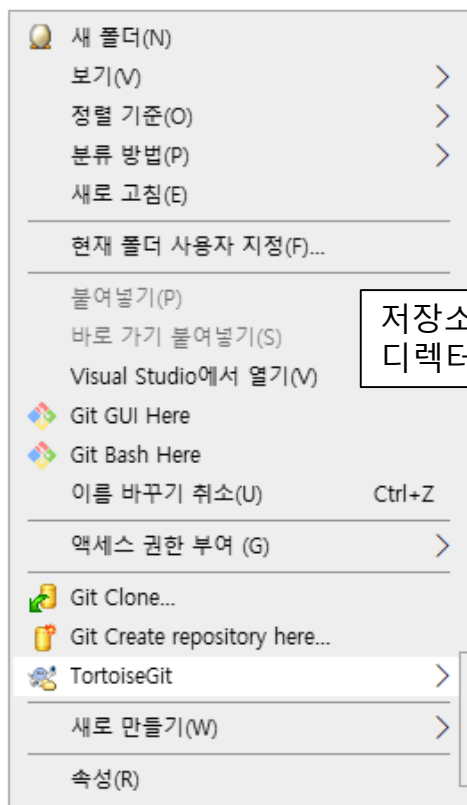 새 폴더(N)
보기(V)
정렬 기준(O)
분류 방법(P)
새로 고침(E)
현재 폴더 사용자 지정(F)...
붙여넣기(P)
바로 가기 붙여넣기(S)
Visual Studio에서 열기(V)
Git GUI Here
Git Bash Here
이름 바꾸기 취소(U) Ctrl+Z
액세스 권한 부여 (G)
Git Clone...
Git Create repository here...
TortoiseGit
새로 만들기(W)
속성(R)